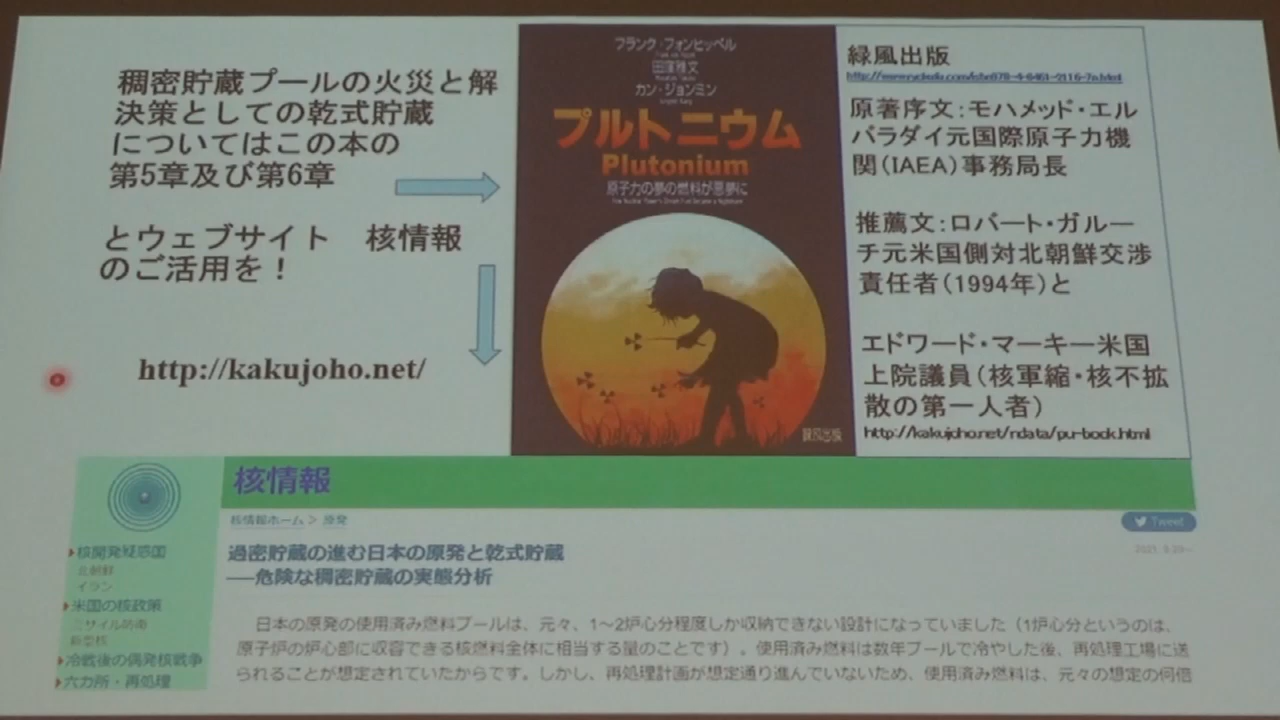 稠密貯蔵プールの火災と解
決策としての乾式貯蔵
についてはこの本の
第5章及び第6章
とウェブサイト　核情報
のご活用を！
http://kakujoho.net/
フランク・フォンヒッペル
田窪雅文
カン・ジョンミン
プルトニウム
Plutonium
原子力の夢の燃料が悪夢に
緑風出版
緑風出版
原著序文：モハメッド・エル
バラダイ元国際原子力機
関（IAEA）事務局長
推薦文：ロバート・ガルー
チ元米国側対北朝鮮交渉
責任者（1994年）と
エドワード・マーキー米国
上院議員（核軍縮・核不拡
散の第一人者）
http://kakujoho.net/ndata/pu-book.html
核情報
核情報ホーム > 原発
Tweet
過密貯蔵の進む日本の原発と乾式貯蔵
──危険な稠密貯蔵の実態分析
日本の原発の使用済み燃料プールは、元々、1～2炉心分程度しか収納できない設計になっていました（1炉心分というのは、
原子炉の炉心部に収容できる核燃料全体に相当する量のことです）。使用済み燃料は数年プールで冷やした後、再処理工場に送
られることが想定されていたからです。しかし、再処理計画が想定通り進んでいないため、使用済み燃料は、元々の想定の何倍
核開発疑惑国
北朝鮮
イラン
米国の核政策
ミサイル防衛
新型核
冷戦後の偶発核戦争
六ヵ所・再処理